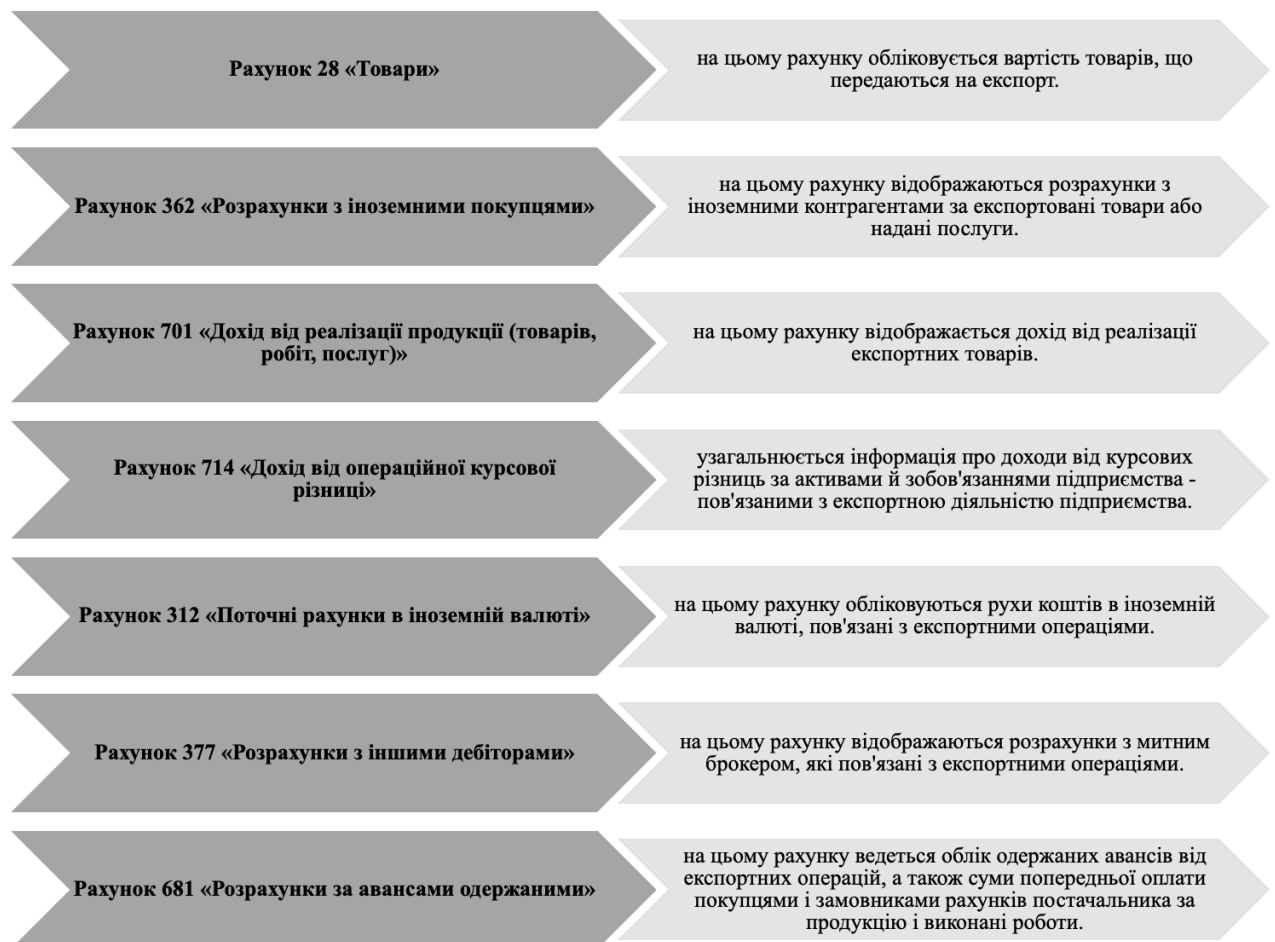 Рахунок 28 «Товари»
на цьому рахунку обліковується вартість товарів, що
передаються на експорт.
Рахунок 362 «Розрахунки з іноземними покупцями»
на цьому рахунку відображаються розрахунки з
іноземними контрагентами за експортовані товари або
надані послуги.
Рахунок 701 «Дохід від реалізації продукції (товарів,
робіт, послуг)»
на цьому рахунку відображається дохід від реалізації
експортних товарів.
Рахунок 714 «Дохід від операційної курсової
різниці»
узагальнюється інформація про доходи від курсових
різниць за активами й зобов'язаннями підприємства -
пов'язаними з експортною діяльністю підприємства.
Рахунок 312 «Поточні рахунки в іноземній валюті»
на цьому рахунку обліковуються рухи коштів в іноземній
валюті, пов'язані з експортними операціями.
Рахунок 377 «Розрахунки з іншими дебіторами»
на цьому рахунку відображаються розрахунки з митним
брокером, які пов'язані з експортними операціями.
Рахунок 681 «Розрахунки за авансами одержаними»
на цьому рахунку ведеться облік одержаних авансів від
експортних операцій, а також суми попередньої оплати
покупцями і замовниками рахунків постачальника за
продукцію і виконані роботи.